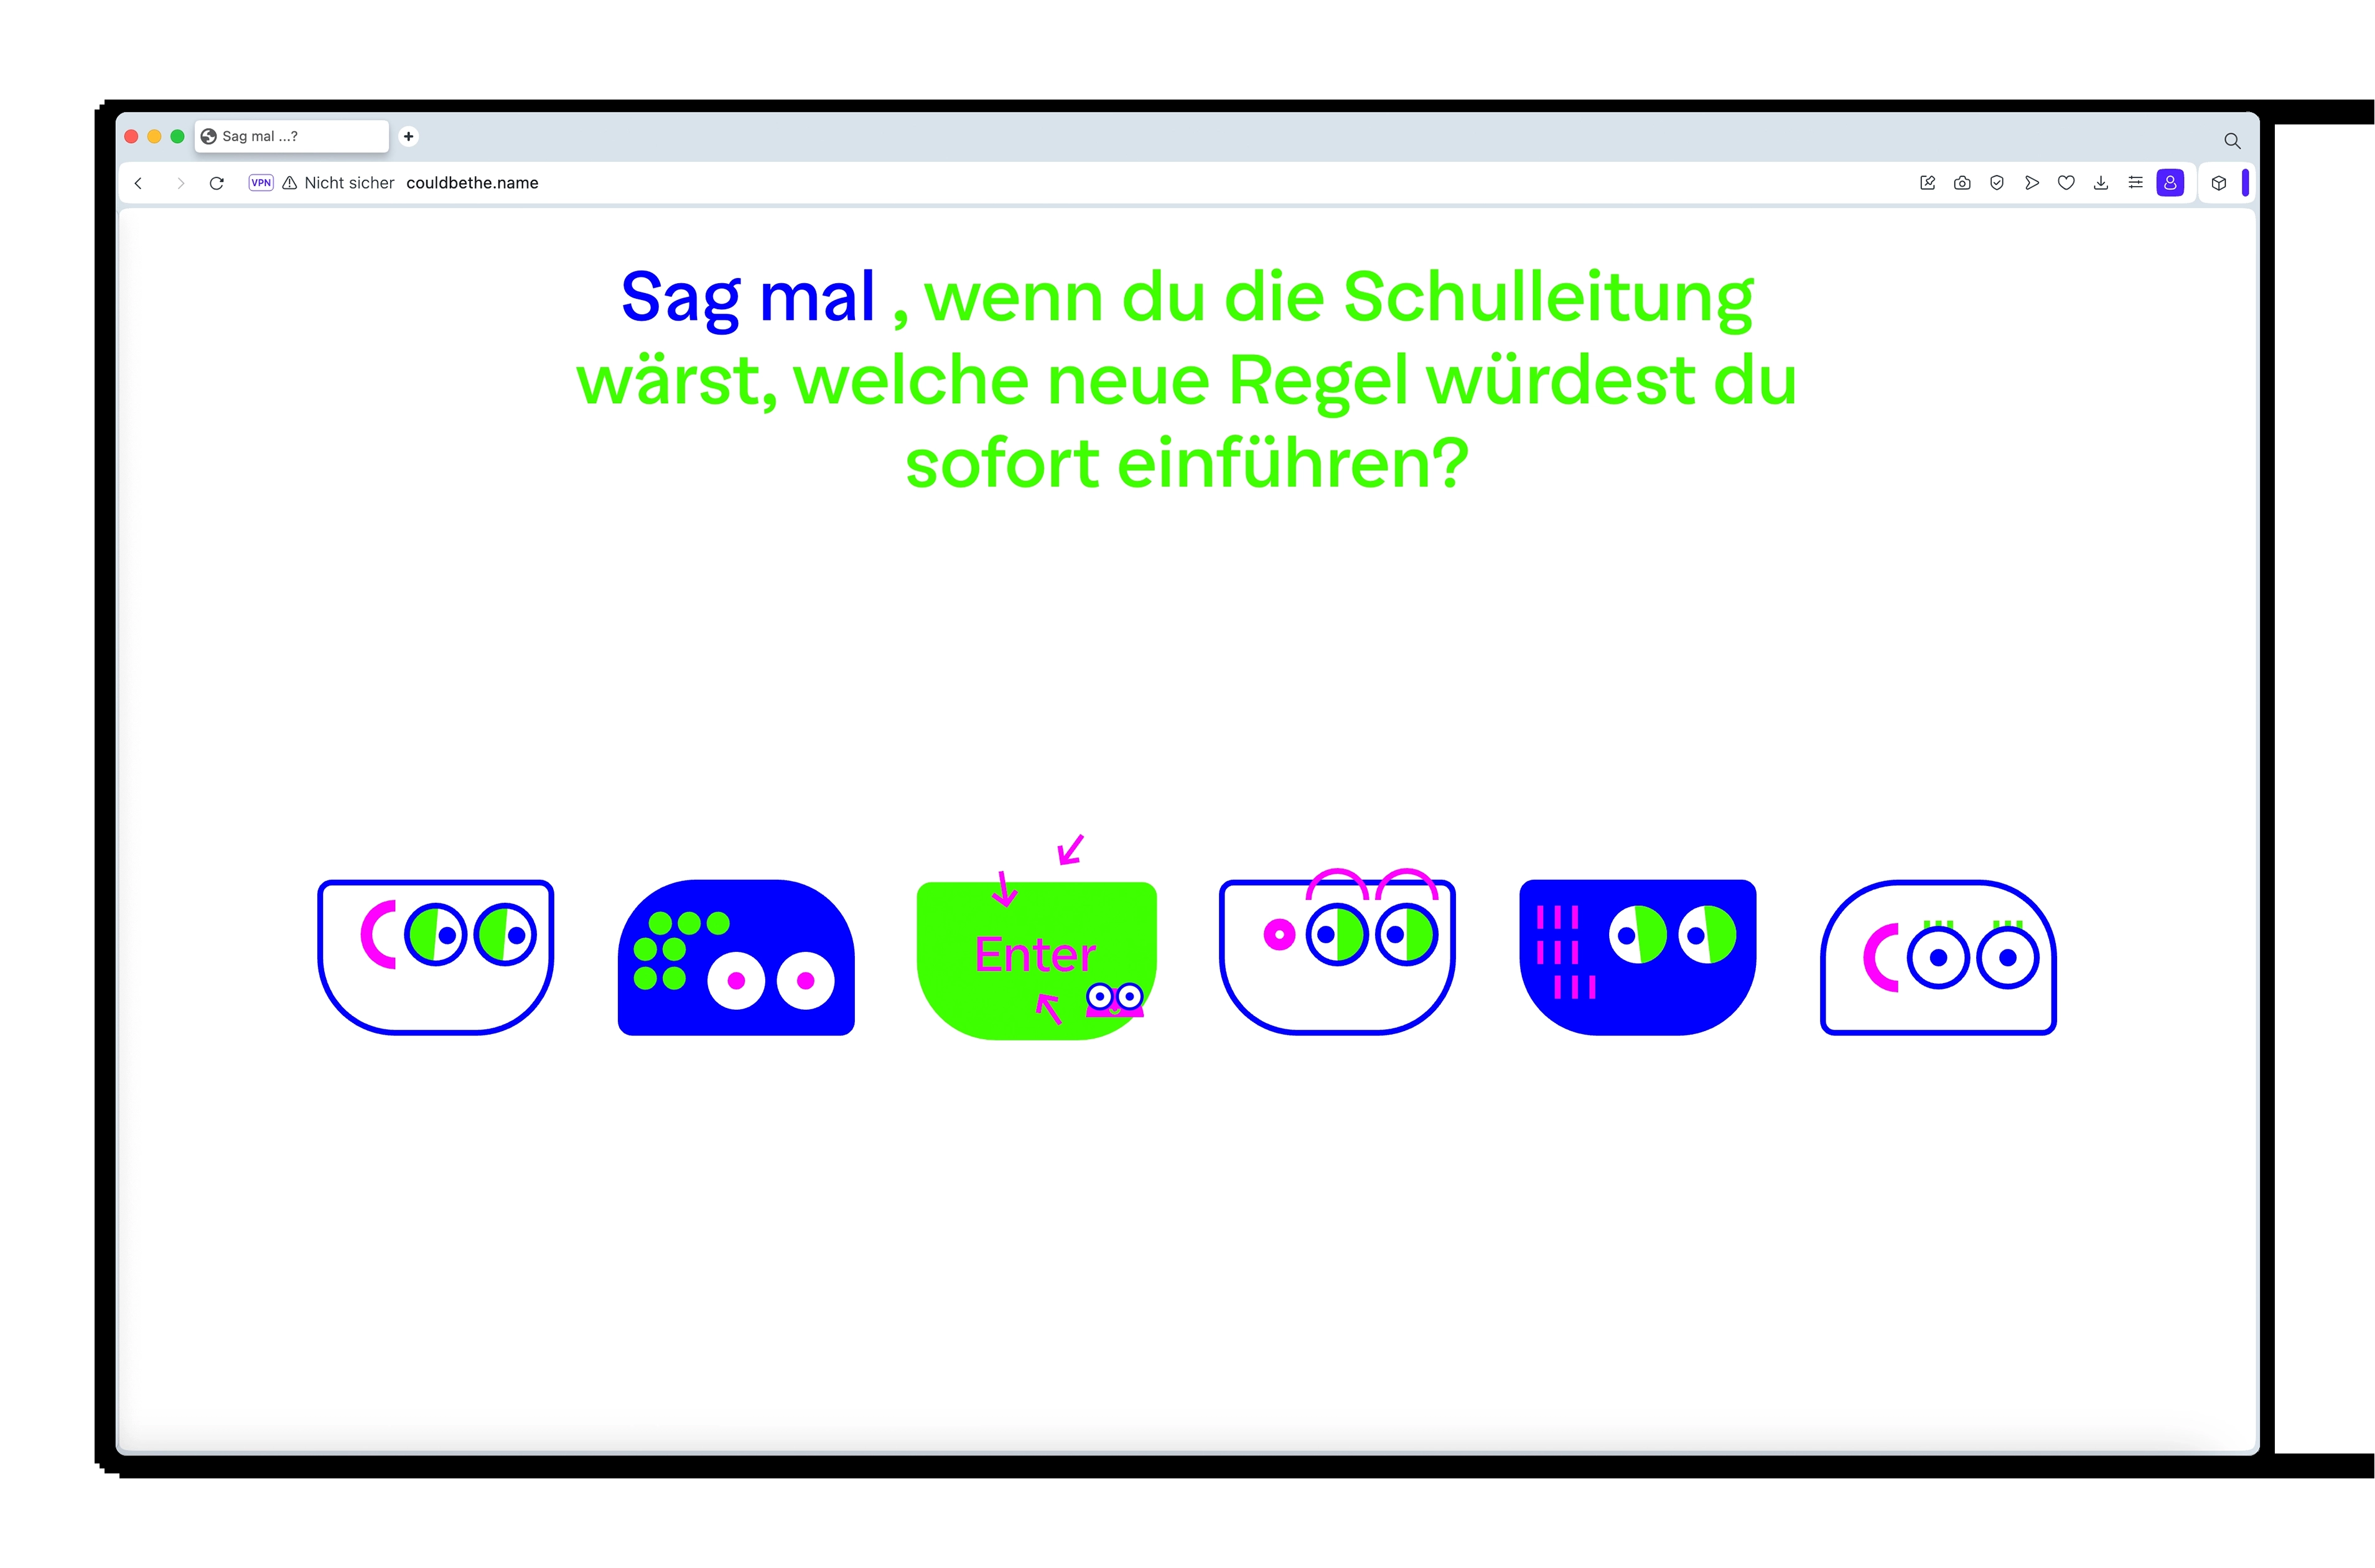 Sag mal ...?
VPN Nicht sicher couldbethe.name
Sag mal , wenn du die Schulleitung
wärst, welche neue Regel würdest du
sofort einführen?
Enter